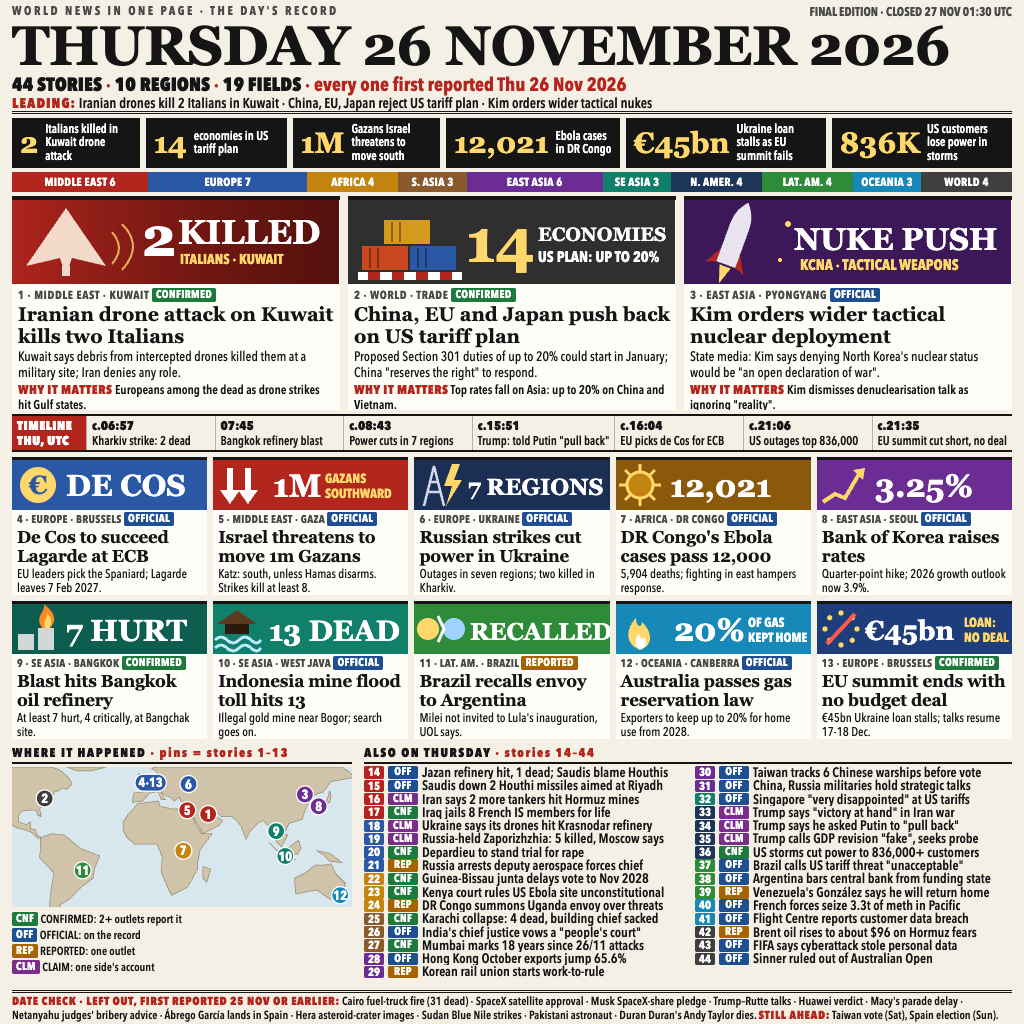 WORLD NEWS IN ONE PAGE · THE DAY'S RECORD
FINAL EDITION · CLOSED 27 NOV 01:30 UTC
THURSDAY 26 NOVEMBER 2026
44 STORIES · 10 REGIONS · 19 FIELDS · every one first reported Thu 26 Nov 2026
LEADING: Iranian drones kill 2 Italians in Kuwait · China, EU, Japan reject US tariff plan · Kim orders wider tactical nukes
2
Italians killed in
Kuwait drone
attack
14
economies in US
tariff plan
1M
Gazans Israel
threatens to
move south
12,021
Ebola cases
in DR Congo
€45bn
Ukraine loan
stalls as EU
summit fails
836K
US customers
lose power in
storms
MIDDLE EAST 6
EUROPE 7
AFRICA 4
S. ASIA 3
EAST ASIA 6
SE ASIA 3
N. AMER. 4
LAT. AM. 4
OCEANIA 3
WORLD 4
2 KILLED
ITALIANS · KUWAIT
1 · MIDDLE EAST · KUWAIT CONFIRMED
Iranian drone attack on Kuwait
kills two Italians
Kuwait says debris from intercepted drones killed them at a
military site; Iran denies any role.
WHY IT MATTERS Europeans among the dead as drone strikes
hit Gulf states.
14 ECONOMIES
US PLAN: UP TO 20%
2 · WORLD · TRADE CONFIRMED
China, EU and Japan push back
on US tariff plan
Proposed Section 301 duties of up to 20% could start in January;
China "reserves the right" to respond.
WHY IT MATTERS Top rates fall on Asia: up to 20% on China and
Vietnam.
NUKE PUSH
KCNA · TACTICAL WEAPONS
3 · EAST ASIA · PYONGYANG OFFICIAL
Kim orders wider tactical
nuclear deployment
State media: Kim says denying North Korea's nuclear status
would be "an open declaration of war".
WHY IT MATTERS Kim dismisses denuclearisation talk as
ignoring "reality".
TIMELINE
THU, UTC
c.06:57
Kharkiv strike: 2 dead
07:45
Bangkok refinery blast
c.08:43
Power cuts in 7 regions
c.15:51
Trump: told Putin "pull back"
c.16:04
EU picks de Cos for ECB
c.21:06
US outages top 836,000
c.21:35
EU summit cut short, no deal
€ DE COS
4 · EUROPE · BRUSSELS OFFICIAL
De Cos to succeed
Lagarde at ECB
EU leaders pick the Spaniard; Lagarde
leaves 7 Feb 2027.
1M GAZANS
SOUTHWARD
5 · MIDDLE EAST · GAZA OFFICIAL
Israel threatens to
move 1m Gazans
Katz: south, unless Hamas disarms.
Strikes kill at least 8.
7 REGIONS
6 · EUROPE · UKRAINE OFFICIAL
Russian strikes cut
power in Ukraine
Outages in seven regions; two killed in
Kharkiv.
12,021
7 · AFRICA · DR CONGO OFFICIAL
DR Congo's Ebola
cases pass 12,000
5,904 deaths; fighting in east hampers
response.
3.25%
8 · EAST ASIA · SEOUL OFFICIAL
Bank of Korea raises
rates
Quarter-point hike; 2026 growth outlook
now 3.9%.
7 HURT
9 · SE ASIA · BANGKOK CONFIRMED
Blast hits Bangkok
oil refinery
At least 7 hurt, 4 critically, at Bangchak
site.
13 DEAD
10 · SE ASIA · WEST JAVA OFFICIAL
Indonesia mine flood
toll hits 13
Illegal gold mine near Bogor; search
goes on.
RECALLED
11 · LAT. AM. · BRAZIL REPORTED
Brazil recalls envoy
to Argentina
Milei not invited to Lula's inauguration,
UOL says.
20% OF GAS
KEPT HOME
12 · OCEANIA · CANBERRA OFFICIAL
Australia passes gas
reservation law
Exporters to keep up to 20% for home
use from 2028.
€45bn LOAN:
NO DEAL
13 · EUROPE · BRUSSELS CONFIRMED
EU summit ends with
no budget deal
€45bn Ukraine loan stalls; talks resume
17-18 Dec.
WHERE IT HAPPENED · pins = stories 1-13
2
4·13
6
5
1
3
8
7
9
10
11
12
CNF CONFIRMED: 2+ outlets report it
OFF OFFICIAL: on the record
REP REPORTED: one outlet
CLM CLAIM: one side's account
ALSO ON THURSDAY · stories 14-44
14 OFF Jazan refinery hit, 1 dead; Saudis blame Houthis
15 OFF Saudis down 2 Houthi missiles aimed at Riyadh
16 CLM Iran says 2 more tankers hit Hormuz mines
17 CNF Iraq jails 8 French IS members for life
18 CLM Ukraine says its drones hit Krasnodar refinery
19 CLM Russia-held Zaporizhzhia: 5 killed, Moscow says
20 CNF Depardieu to stand trial for rape
21 REP Russia arrests deputy aerospace forces chief
22 CNF Guinea-Bissau junta delays vote to Nov 2028
23 CNF Kenya court rules US Ebola site unconstitutional
24 REP DR Congo summons Uganda envoy over threats
25 CNF Karachi collapse: 4 dead, building chief sacked
26 OFF India's chief justice vows a "people's court"
27 CNF Mumbai marks 18 years since 26/11 attacks
28 OFF Hong Kong October exports jump 65.6%
29 REP Korean rail union starts work-to-rule
30 OFF Taiwan tracks 6 Chinese warships before vote
31 OFF China, Russia militaries hold strategic talks
32 OFF Singapore "very disappointed" at US tariffs
33 CLM Trump says "victory at hand" in Iran war
34 CLM Trump says he asked Putin to "pull back"
35 CLM Trump calls GDP revision "fake", seeks probe
36 CNF US storms cut power to 836,000+ customers
37 OFF Brazil calls US tariff threat "unacceptable"
38 OFF Argentina bars central bank from funding state
39 REP Venezuela's González says he will return home
40 OFF French forces seize 3.3t of meth in Pacific
41 OFF Flight Centre reports customer data breach
42 REP Brent oil rises to about $96 on Hormuz fears
43 OFF FIFA says cyberattack stole personal data
44 OFF Sinner ruled out of Australian Open
DATE CHECK · LEFT OUT, FIRST REPORTED 25 NOV OR EARLIER: Cairo fuel-truck fire (31 dead) · SpaceX satellite approval · Musk SpaceX-share pledge · Trump-Rutte talks · Huawei verdict · Macy's parade delay ·
Netanyahu judges' bribery advice · Ábrego García lands in Spain · Hera asteroid-crater images · Sudan Blue Nile strikes · Pakistani astronaut · Duran Duran's Andy Taylor dies. STILL AHEAD: Taiwan vote (Sat), Spain election (Sun).